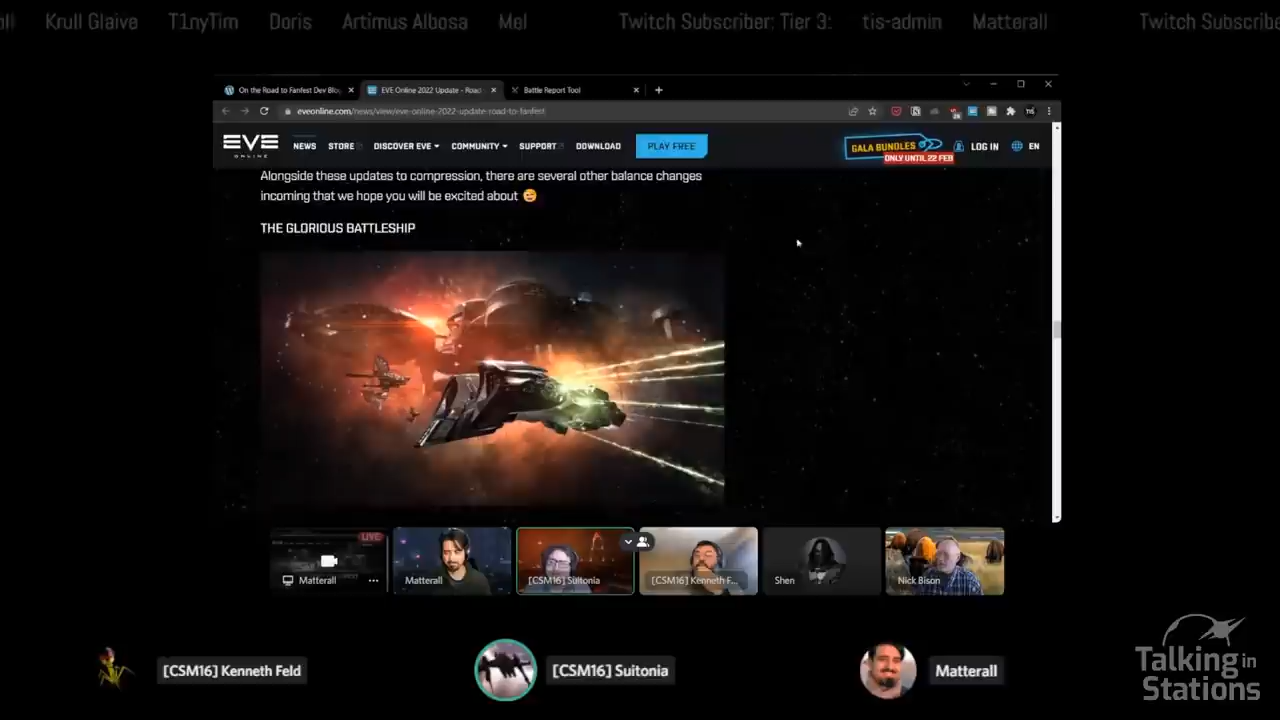 Krull Glaive T1nyTim Doris Artimus Albosa Mel Twitch Subscriber: Tier 3: tis-admin Matterall Twitch Subscribe
On the Road to Fanfest Dev Blo EVE Online 2022 Update - Road Battle Report Tool
eveonline.com/news/view/eve-online-2022-update-road-to-fanfest
EVE ONLINE NEWS STORE DISCOVER EVE COMMUNITY SUPPORT DOWNLOAD PLAY FREE GALA BUNDLES LOG IN EN
ONLY UNTIL 22 FEB
Alongside these updates to compression, there are several other balance changes
incoming that we hope you will be excited about 😅
THE GLORIOUS BATTLESHIP
LIVE
Matterall Matterall [CSM16] Suitonia [CSM16] Kenneth F... Shen Nick Bison
[CSM16] Kenneth Feld [CSM16] Suitonia Matterall
Talking in
Stations